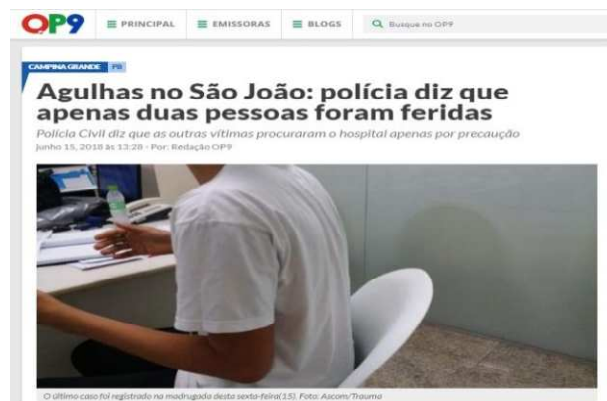 OP9 PRINCIPAL EMISSORAS BLOGS Busque no OP9
CAMPINA GRANDE PB
Agulhas no São João: polícia diz que
apenas duas pessoas foram feridas
Polícia Civil diz que as outras vítimas procuraram o hospital apenas por precaução
Junho 15, 2018 às 13:28 - Por: Redação OP9
O último caso foi registrado na madrugada desta sexta-feira(15). Foto: Ascom/Trauma